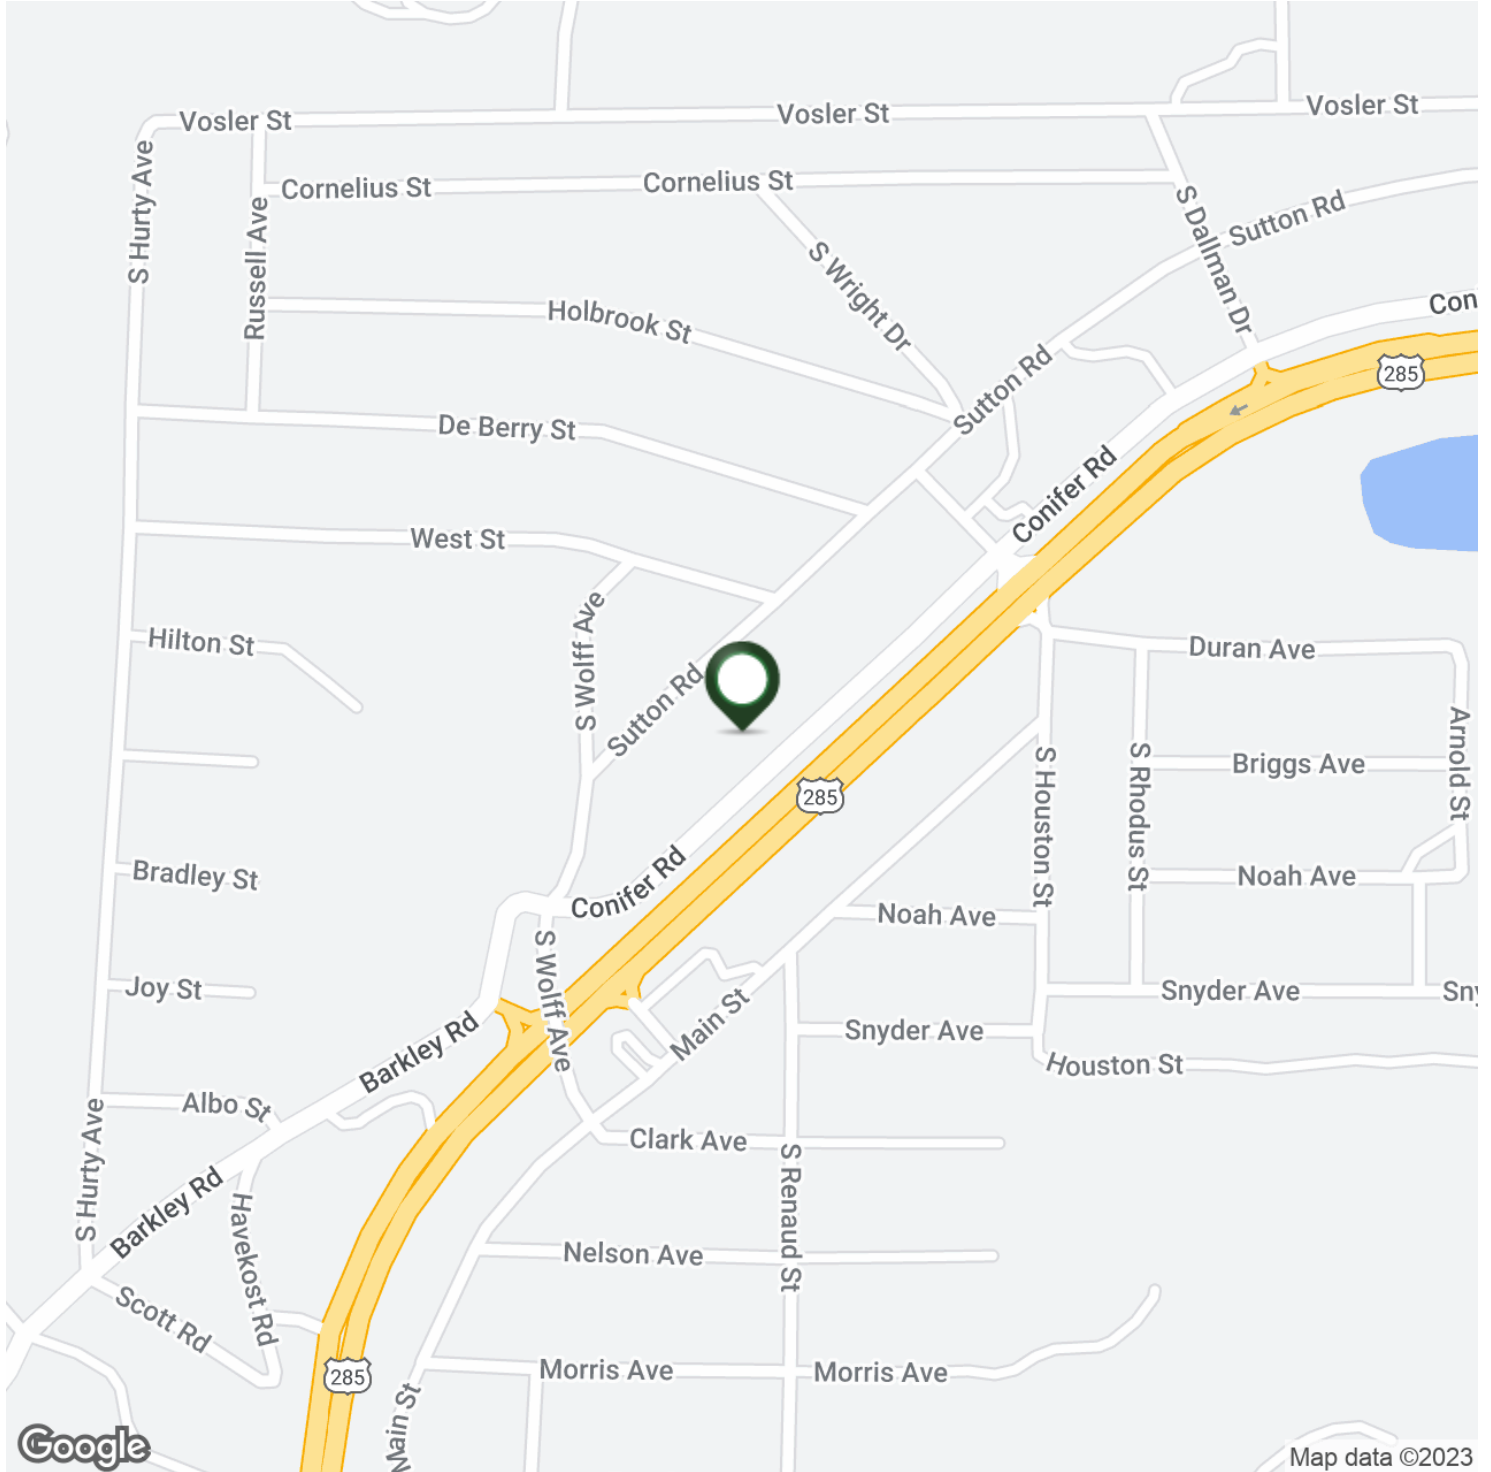 Vosler St
Vosler St
Vosler St
Cornelius St
Cornelius St
S Hurty Ave
Russell Ave
S Dallman Dr
Sutton Rd
S Wright Dr
Holbrook St
Con
285
Sutton Rd
De Berry St
Conifer Rd
West St
S Wolff Ave
Hilton St
Duran Ave
Sutton Rd
Arnold St
S Houston St
S Rhodus St
Briggs Ave
285
Bradley St
Conifer Rd
Noah Ave
Noah Ave
S Wolff Ave
Joy St
Snyder Ave
Sny
Main St
Snyder Ave
Barkley Rd
Houston St
Albo St
S Hurty Ave
Clark Ave
S Renaud St
Barkley Rd
Havekost Rd
Nelson Ave
Scott Rd
285
Morris Ave
Morris Ave
Main St
Google
Map data ©2023